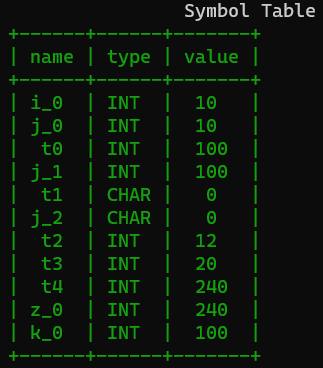 Symbol Table
+------+------+-------+
| name | type | value |
+------+------+-------+
| i_0 | INT | 10 |
| j_0 | INT | 10 |
| t0 | INT | 100 |
| j_1 | INT | 100 |
| t1 | CHAR | 0 |
| j_2 | CHAR | 0 |
| t2 | INT | 12 |
| t3 | INT | 20 |
| t4 | INT | 240 |
| z_0 | INT | 240 |
| k_0 | INT | 100 |
+------+------+-------+